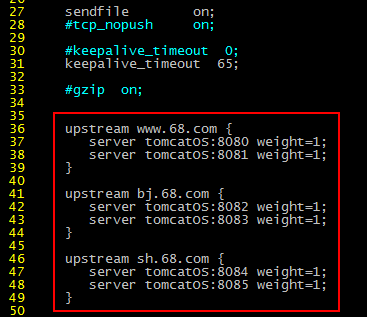 27 sendfile        on;
28 #tcp_nopush     on;
29
30 #keepalive_timeout  0;
31 keepalive_timeout  65;
32
33 #gzip  on;
34
35
36 upstream www.68.com {
37    server tomcatOS:8080 weight=1;
38    server tomcatOS:8081 weight=1;
39 }
40
41 upstream bj.68.com {
42    server tomcatOS:8082 weight=1;
43    server tomcatOS:8083 weight=1;
44 }
45
46 upstream sh.68.com {
47    server tomcatOS:8084 weight=1;
48    server tomcatOS:8085 weight=1;
49 }
50